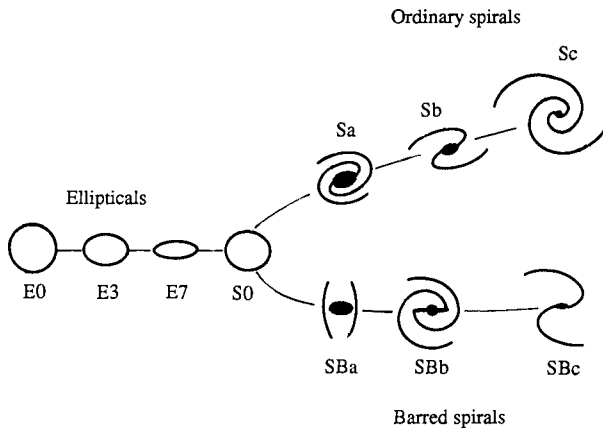 Ordinary spirals
Sc
Sb
Sa
Ellipticals
E0 E3 E7 S0
SBa SBb SBc
Barred spirals